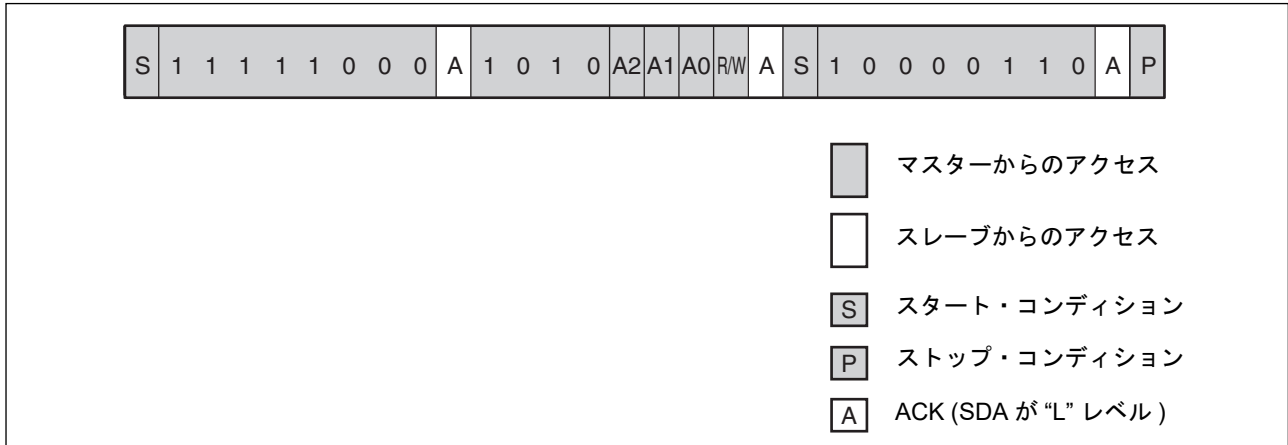 S 1 1 1 1 1 0 0 0 A 1 0 1 0 A2 A1 A0 R/W A S 1 0 0 0 0 1 1 0 A P
マスターからのアクセス
スレーブからのアクセス
S スタート・コンディション
P ストップ・コンディション
A ACK (SDA が “L” レベル )